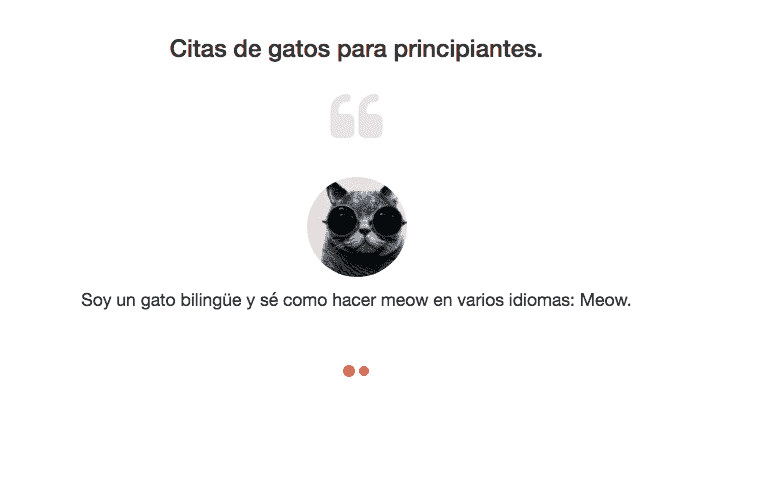 Citas de gatos para principiantes.
Soy un gato bilingüe y sé como hacer meow en varios idiomas: Meow.